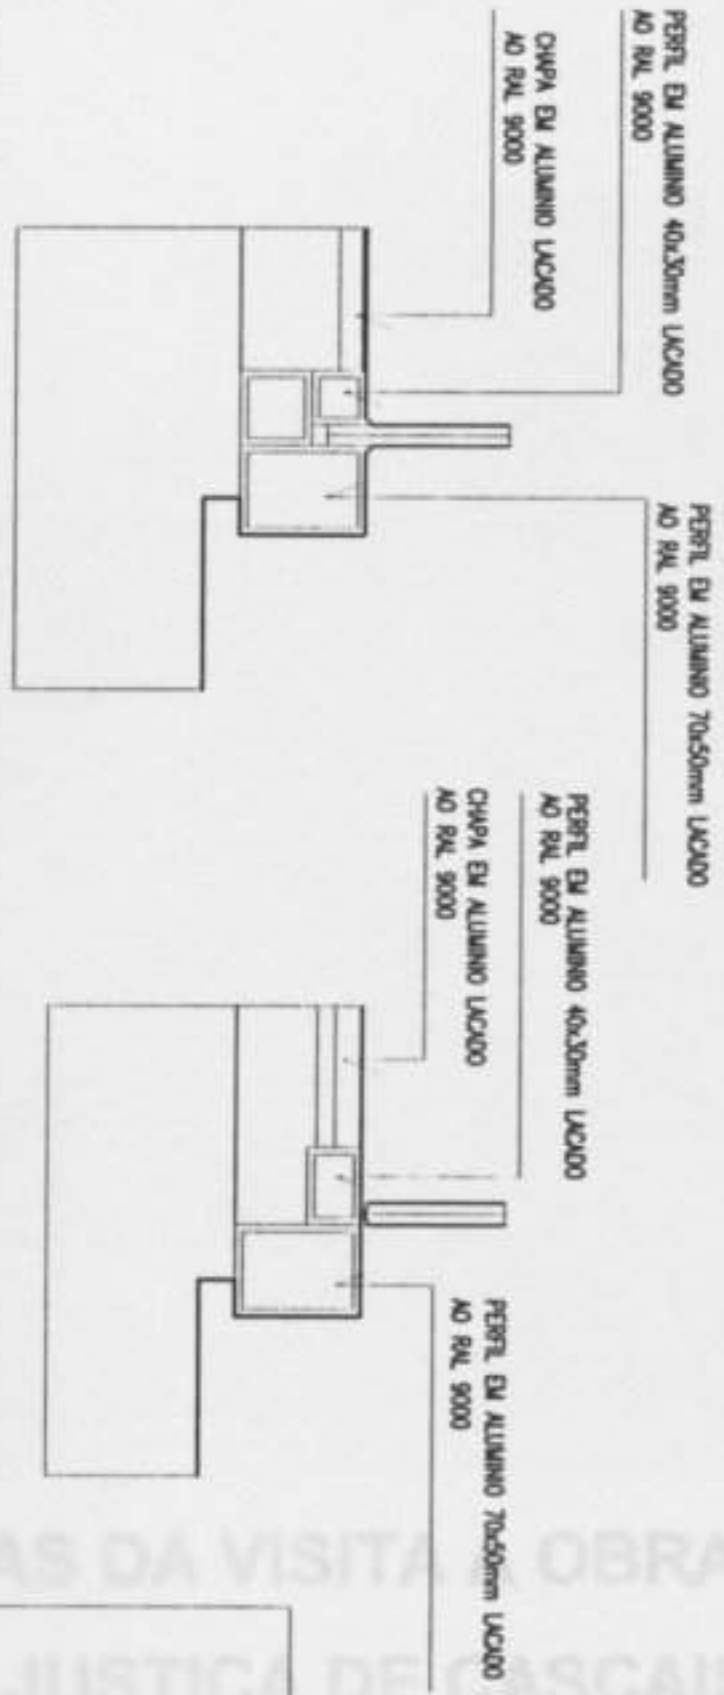 PERFIL EM ALUMINIO 40x30mm LACADO
AO RAL 9000
CHAPA EM ALUMINIO LACADO
AO RAL 9000
PERFIL EM ALUMINIO 70x50mm LACADO
AO RAL 9000
PERFIL EM ALUMINIO 40x30mm LACADO
AO RAL 9000
CHAPA EM ALUMINIO LACADO
AO RAL 9000
PERFIL EM ALUMINIO 70x50mm LACADO
AO RAL 9000
AS DA VISITA À OBRA
JUSTIÇA DE CASCAI